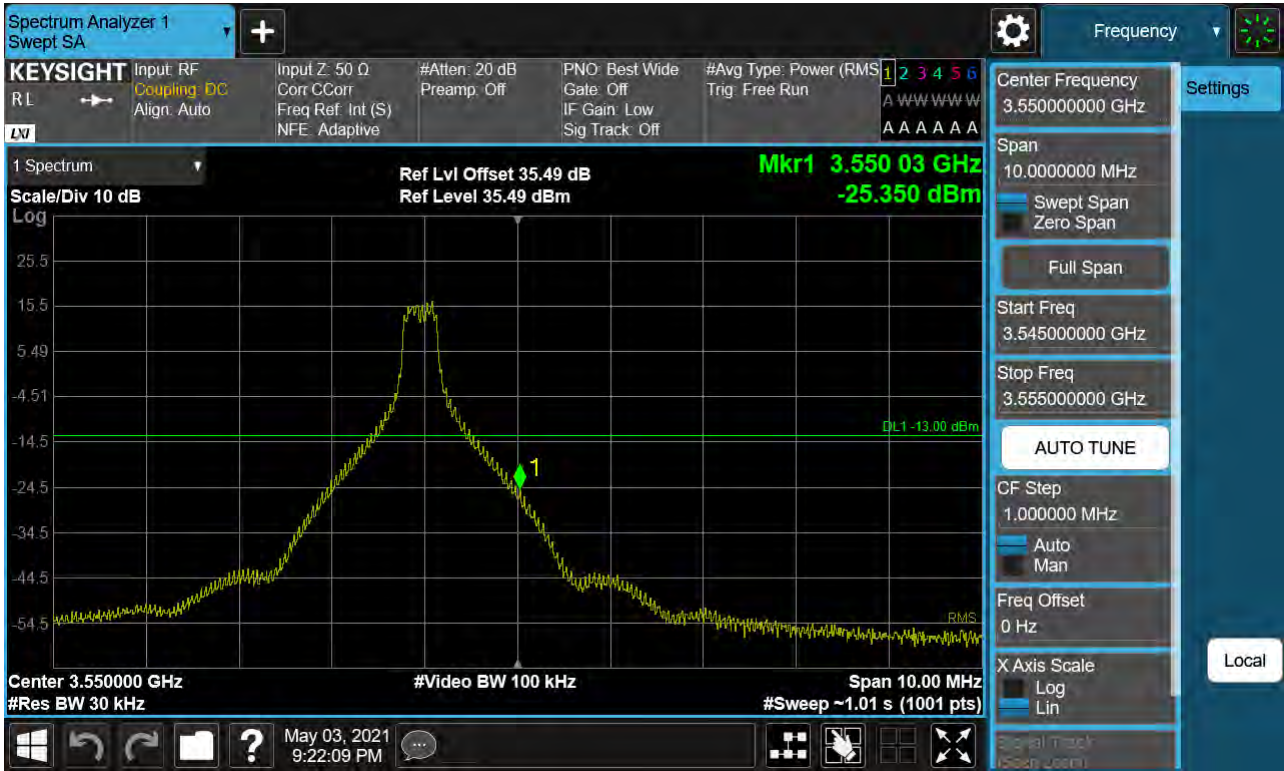 Spectrum Analyzer 1
Swept SA
Frequency
KEYSIGHT
RL
LXI
Input: RF
Coupling: DC
Align: Auto
Input Z: 50 Ω
Corr CCorr
Freq Ref: Int (S)
NFE: Adaptive
#Atten: 20 dB
Preamp: Off
PNO: Best Wide
Gate: Off
IF Gain: Low
Sig Track: Off
#Avg Type: Power (RMS
Trig: Free Run
1 2 3 4 5 6
A W W W W W
A A A A A A
1 Spectrum
Scale/Div 10 dB
Log
Ref Lvl Offset 35.49 dB
Ref Level 35.49 dBm
Mkr1 3.550 03 GHz
-25.350 dBm
25.5
15.5
5.49
-4.51
-14.5
-24.5
-34.5
-44.5
-54.5
DL1 -13.00 dBm
1
RMS
Center 3.550000 GHz
#Res BW 30 kHz
#Video BW 100 kHz
Span 10.00 MHz
#Sweep ~1.01 s (1001 pts)
Center Frequency
3.550000000 GHz
Settings
Span
10.0000000 MHz
Swept Span
Zero Span
Full Span
Start Freq
3.545000000 GHz
Stop Freq
3.555000000 GHz
AUTO TUNE
CF Step
1.000000 MHz
Auto
Man
Freq Offset
0 Hz
X Axis Scale
Log
Lin
Signal Track
(Span Zoom)
Local
?
May 03, 2021
9:22:09 PM